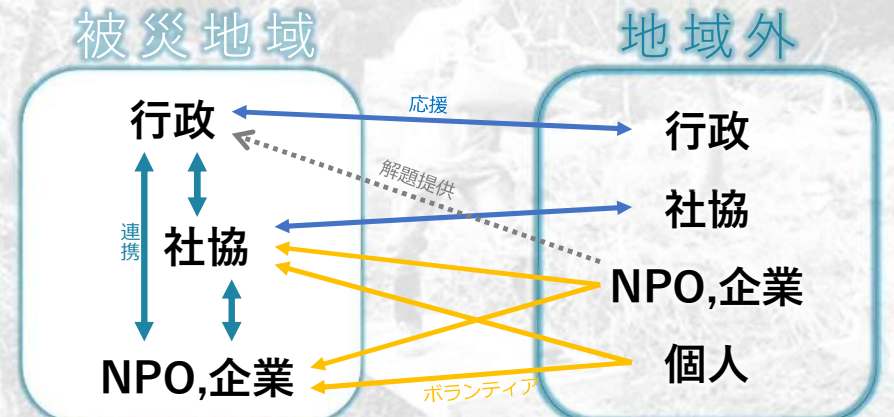 被災地域
地域外
行政
応援
行政
解題提供
連携
社協
社協
NPO,企業
NPO,企業
個人
ボランティア